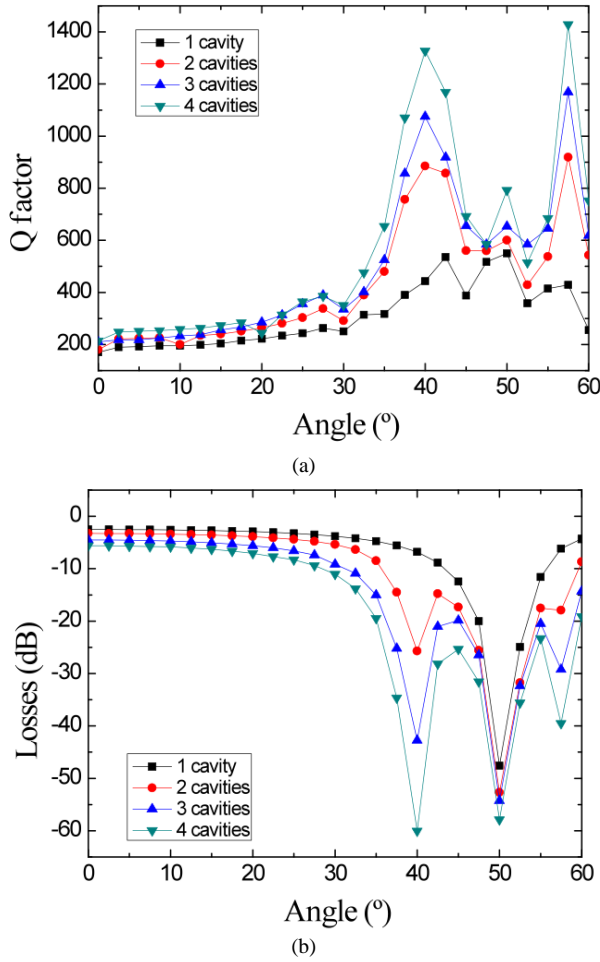 1400
1200
1000
800
600
400
200
Q factor
1 cavity
2 cavities
3 cavities
4 cavities
0 10 20 30 40 50 60
Angle (º)
(a)
0
-10
-20
-30
-40
-50
-60
Losses (dB)
1 cavity
2 cavities
3 cavities
4 cavities
0 10 20 30 40 50 60
Angle (º)
(b)